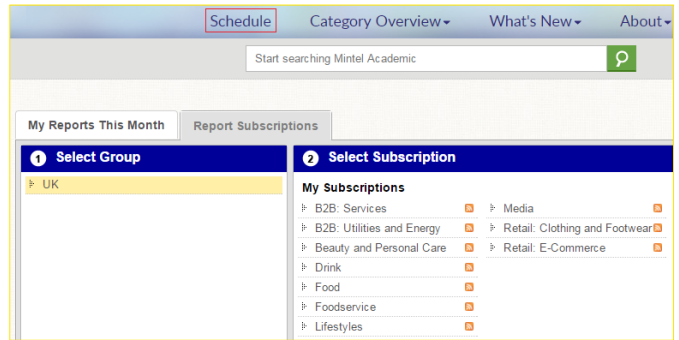 Schedule Category Overview What's New About
Start searching Mintel Academic
My Reports This Month Report Subscriptions
1 Select Group 2 Select Subscription
UK
My Subscriptions
B2B: Services Media
B2B: Utilities and Energy Retail: Clothing and Footwear
Beauty and Personal Care Retail: E-Commerce
Drink
Food
Foodservice
Lifestyles